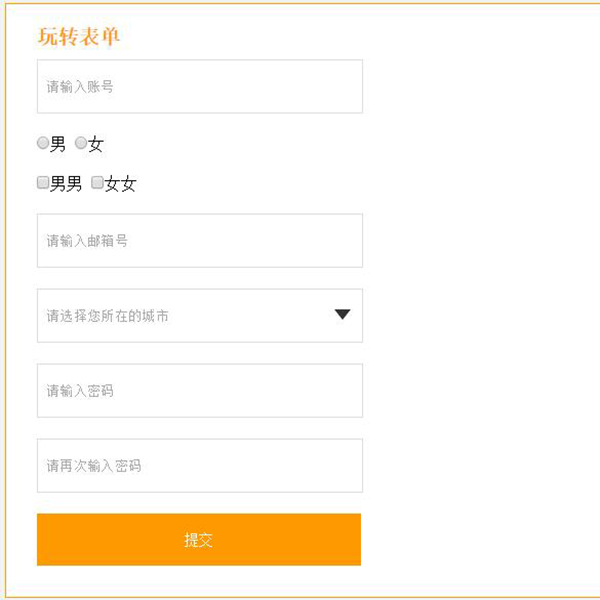 玩转表单
请输入账号
男 女
男男 女女
请输入邮箱号
请选择您所在的城市
请输入密码
请再次输入密码
提交